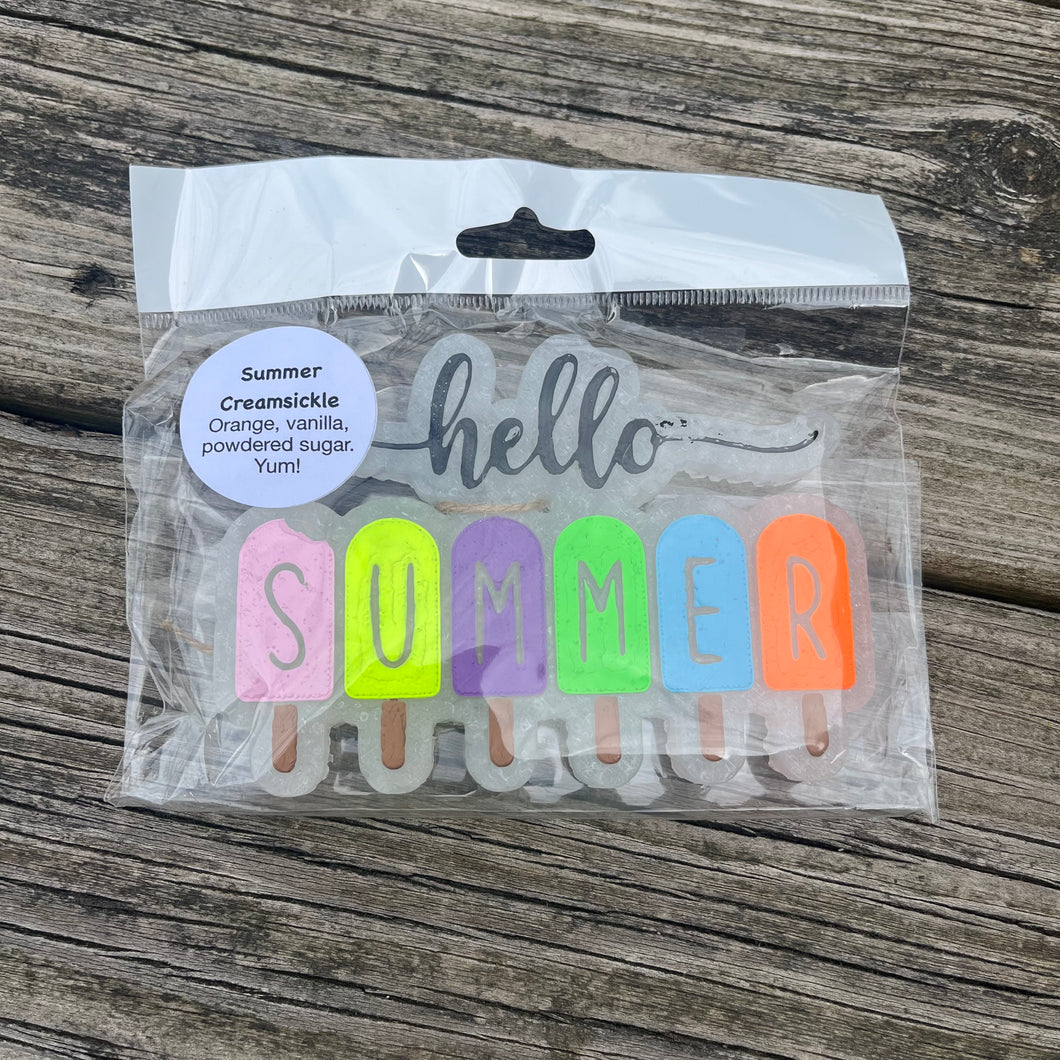 Summer
Creamsickle
Orange, vanilla,
powdered sugar.
Yum!
hello
SUMMER